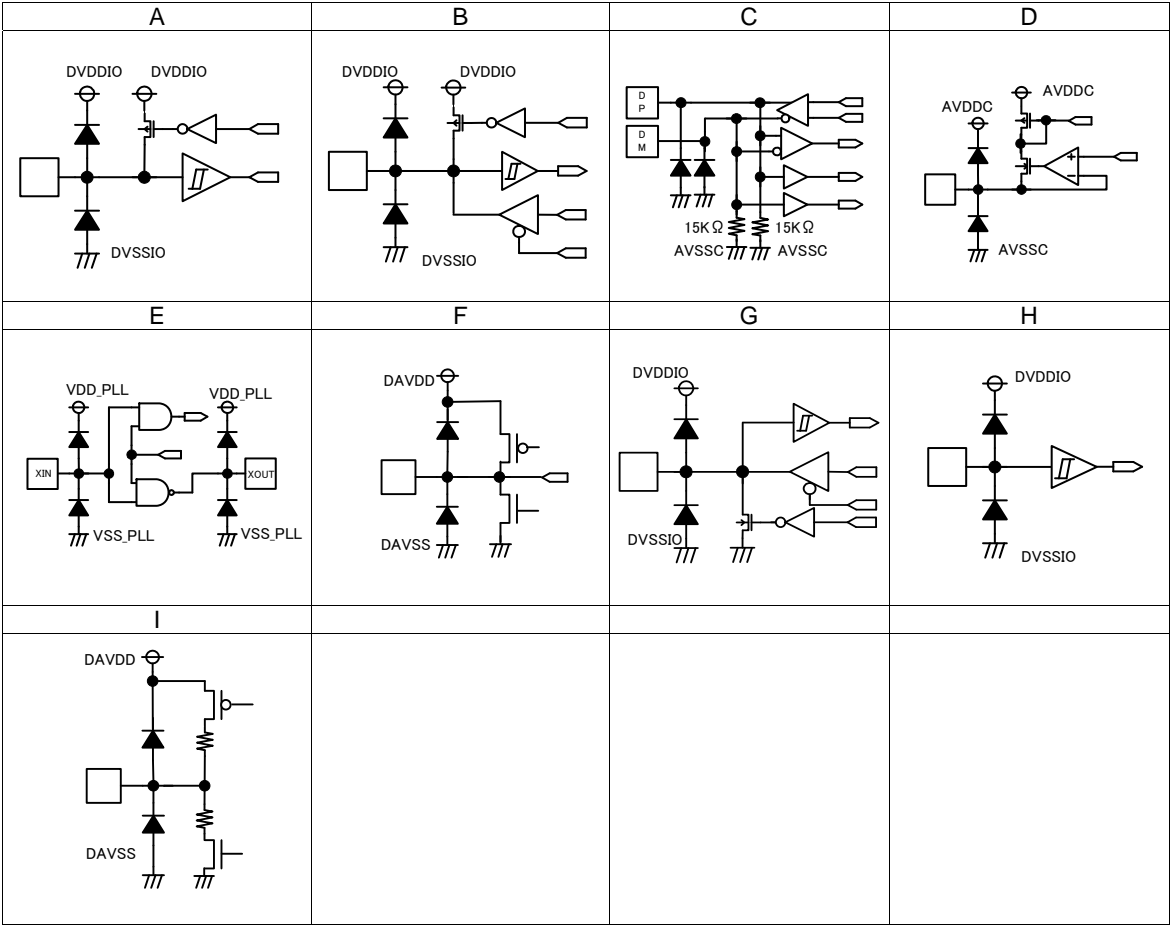 A B C D
DVDDIO DVDDIO
DVSSIO
DVDDIO DVDDIO
DVSSIO
D
P
D
M
15KΩ 15KΩ
AVSSC AVSSC
AVDDC AVDDC
+
−
AVSSC
E F G H
VDD_PLL VDD_PLL
XIN XOUT
VSS_PLL VSS_PLL
DAVDD
DAVSS
DVDDIO
DVSSIO
DVDDIO
DVSSIO
I
DAVDD
DAVSS